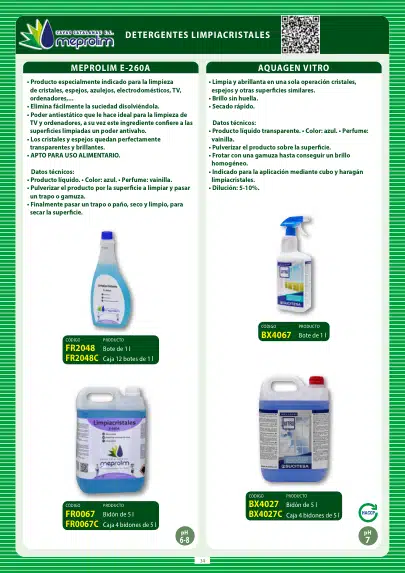 CAYRE CATALANAS S.L.
meprolim
DETERGENTES LIMPIACRISTALES
MEPROLIM E-260A
• Producto especialmente indicado para la limpieza
de cristales, espejos, azulejos, electrodomésticos, TV,
ordenadores,...
• Elimina fácilmente la suciedad disolviéndola.
• Poder antiestático que le hace ideal para la limpieza de
TV y ordenadores, a su vez este ingrediente confiere a las
superficies limpiadas un poder antivaho.
• Los cristales y espejos quedan perfectamente
transparentes y brillantes.
• APTO PARA USO ALIMENTARIO.
Datos técnicos:
• Producto líquido. • Color: azul. • Perfume: vainilla.
• Pulverizar el producto por la superficie a limpiar y pasar
un trapo o gamuza.
• Finalmente pasar un trapo o paño, seco y limpio, para
secar la superficie.
CÓDIGO PRODUCTO
FR2048 Bote de 1 l
FR2048C Caja 12 botes de 1 l
Limpiacristales
meprolim
CÓDIGO PRODUCTO
FR0067 Bidón de 5 l
FR0067C Caja 4 bidones de 5 l
pH
6-8
AQUAGEN VITRO
• Limpia y abrillanta en una sola operación cristales,
espejos y otras superficies similares.
• Brillo sin huella.
• Secado rápido.
Datos técnicos:
• Producto líquido transparente. • Color: azul. • Perfume:
vainilla.
• Pulverizar el producto sobre la superficie.
• Frotar con una gamuza hasta conseguir un brillo
homogéneo.
• Indicado para la aplicación mediante cubo y haragán
limpiacristales.
• Dilución: 5-10%.
CÓDIGO PRODUCTO
BX4067 Bote de 1 l
VITRO
SUCITESA
CÓDIGO PRODUCTO
BX4027 Bidón de 5 l
BX4027C Caja 4 bidones de 5 l
HACCP
pH
7